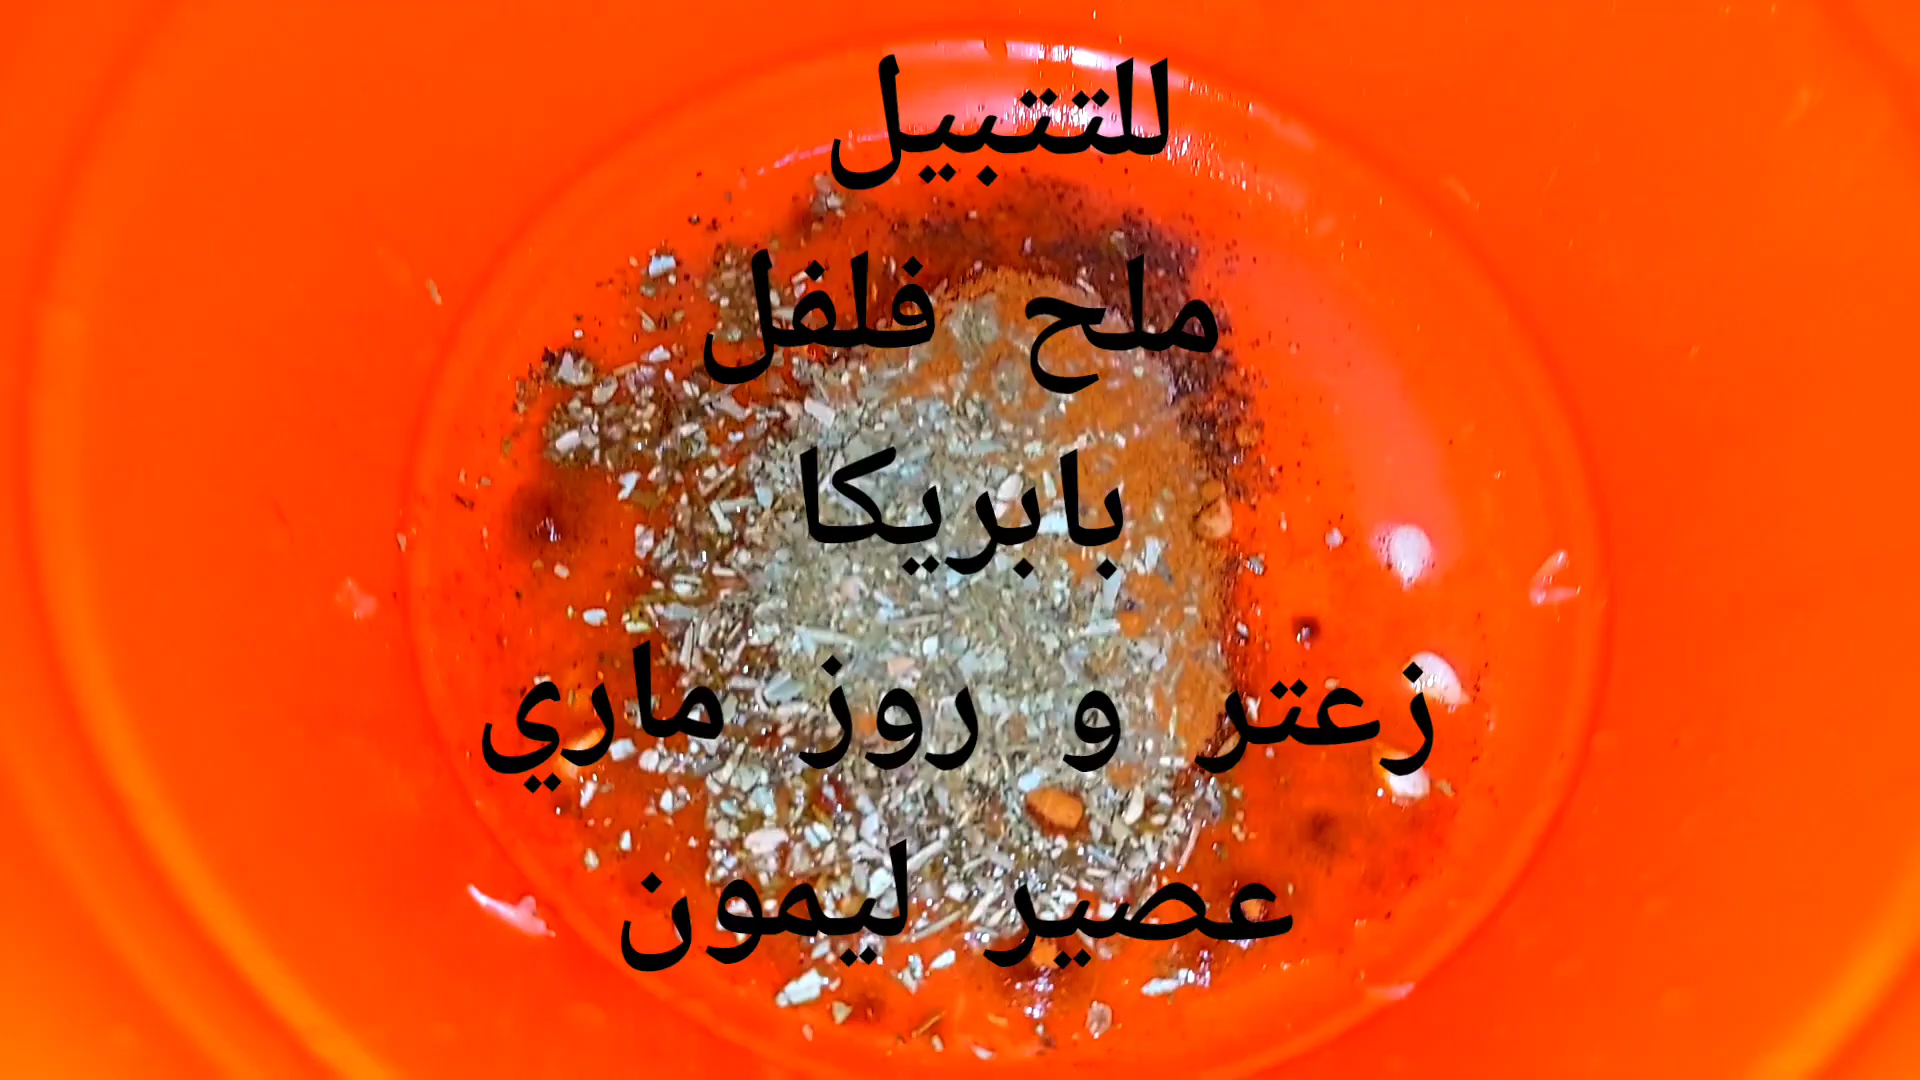 للتتبيل
ملح فلفل
بابريكا
زعتر و روز ماري
عصير ليمون